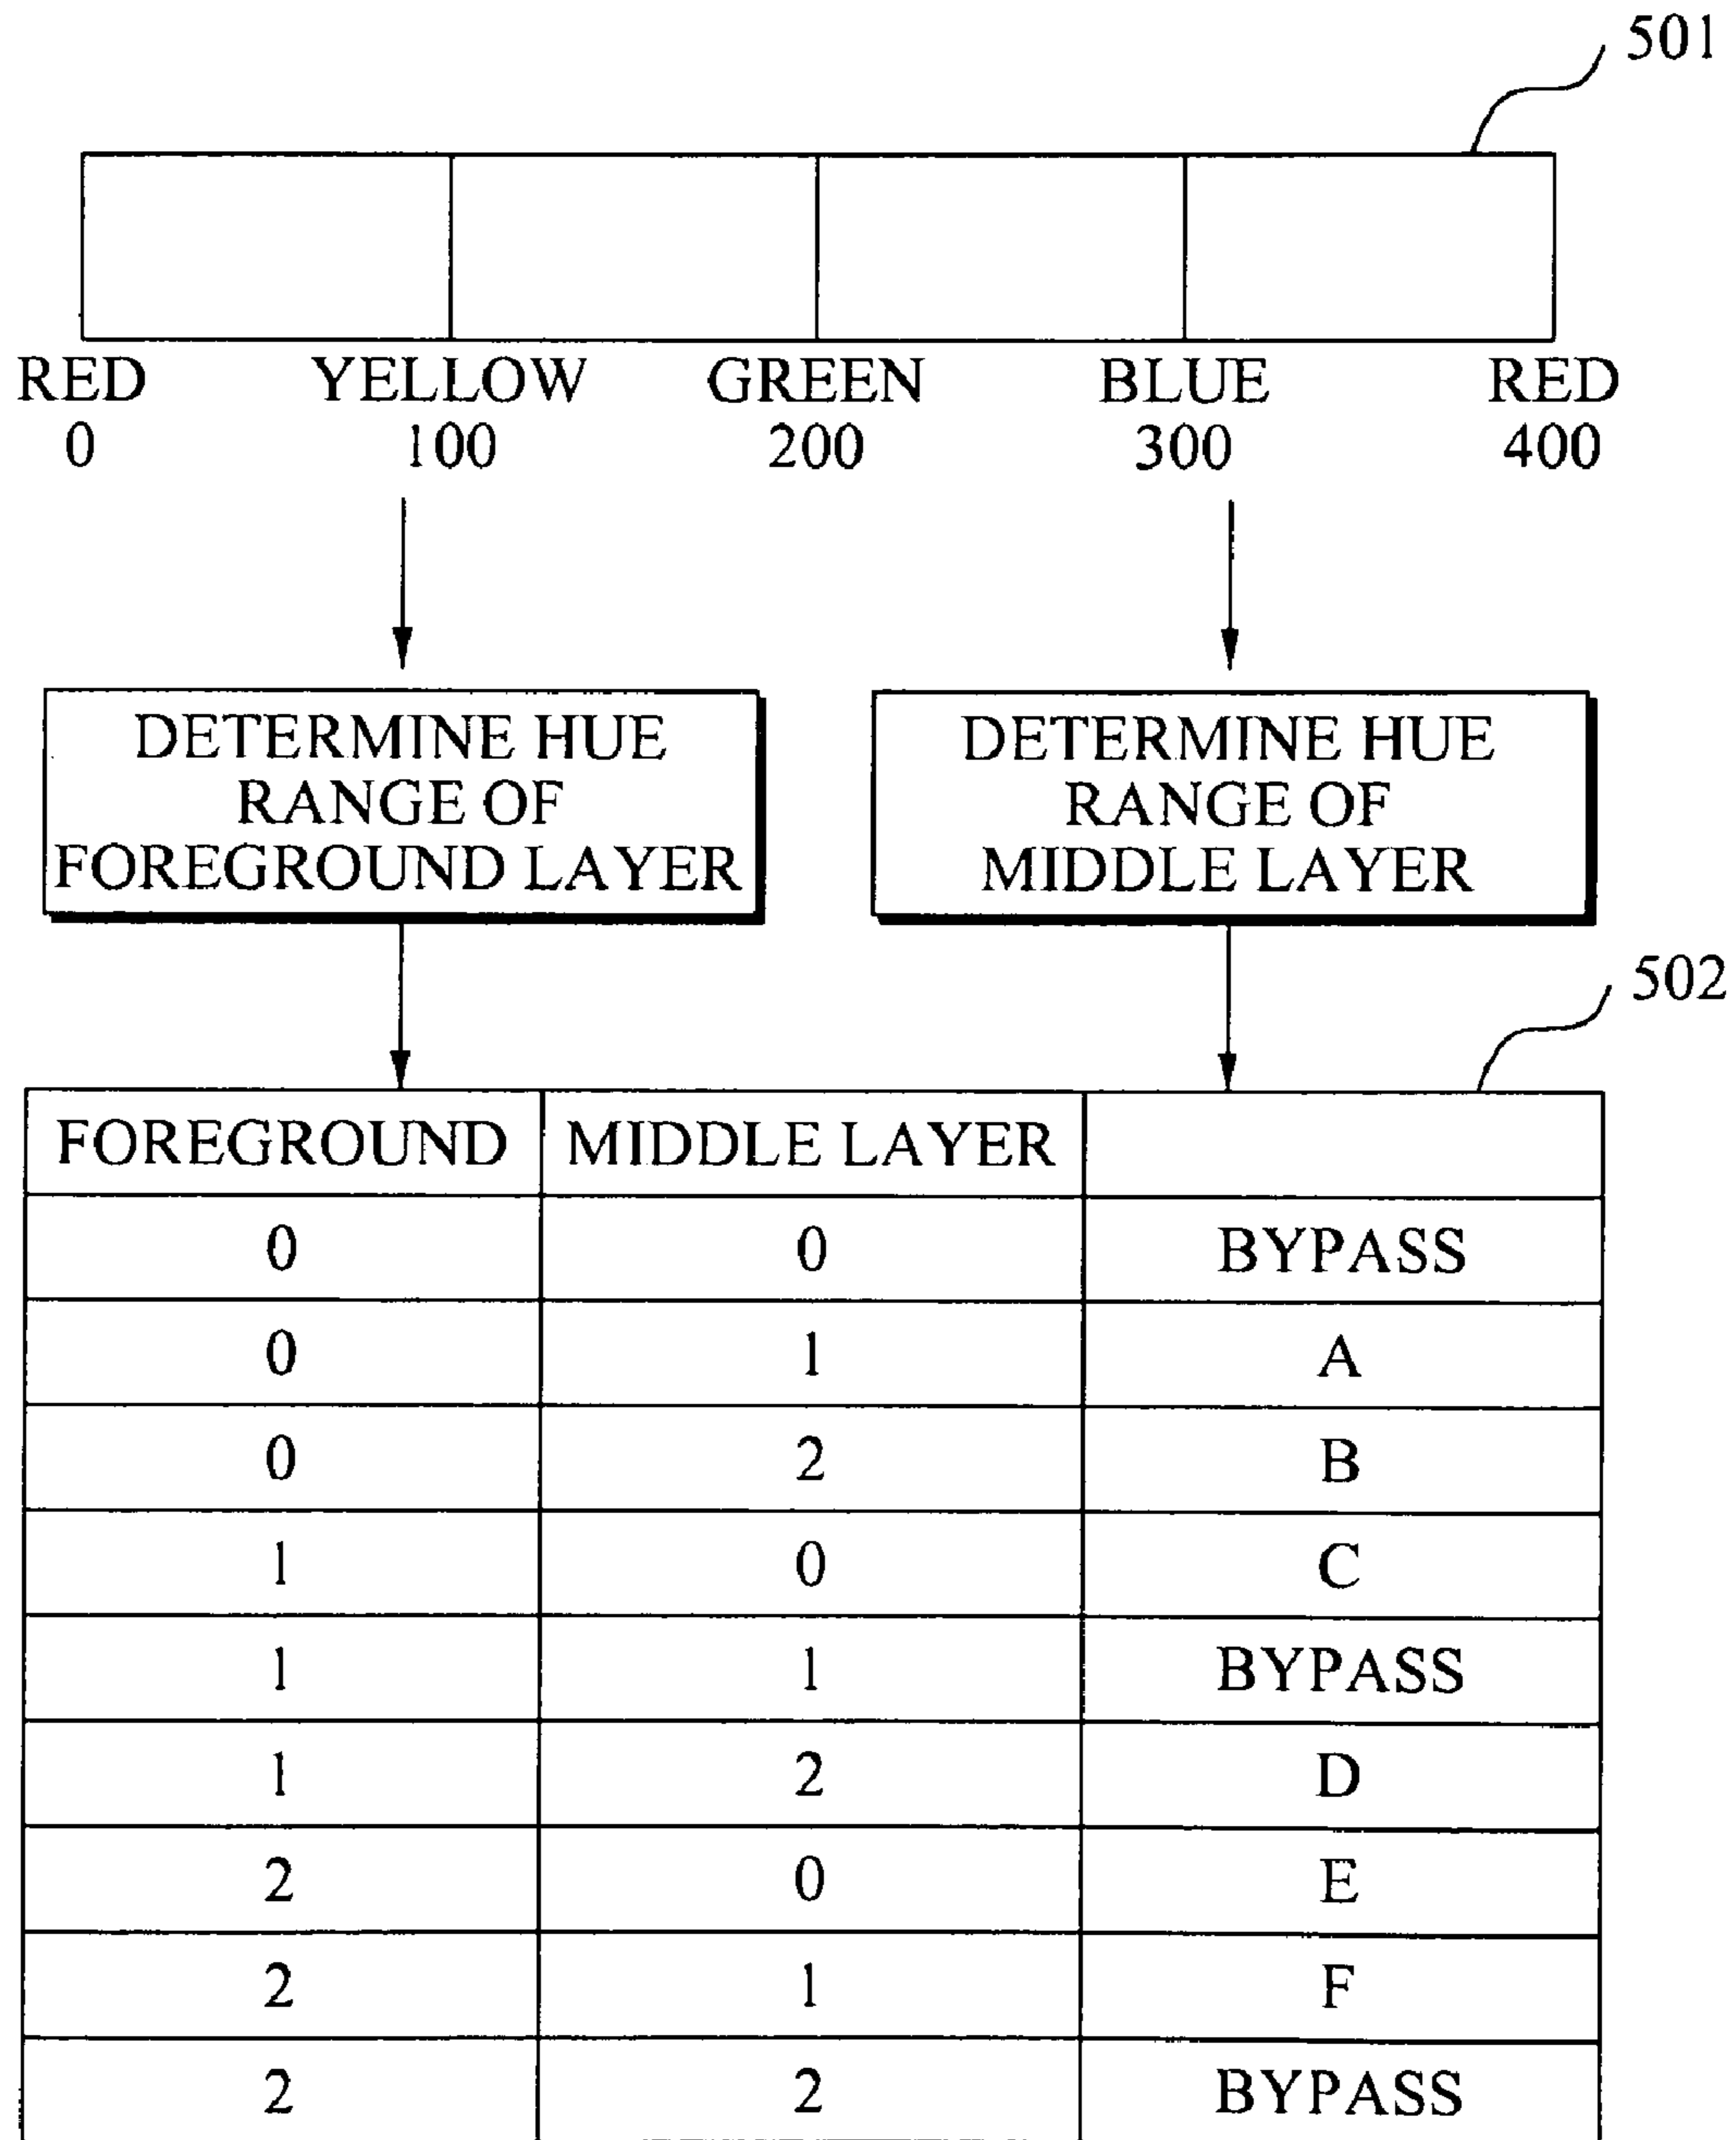 501
RED YELLOW GREEN BLUE RED
0 100 200 300 400
DETERMINE HUE
RANGE OF
FOREGROUND LAYER
DETERMINE HUE
RANGE OF
MIDDLE LAYER
502
FOREGROUND MIDDLE LAYER
0 0 BYPASS
0 1 A
0 2 B
1 0 C
1 1 BYPASS
1 2 D
2 0 E
2 1 F
2 2 BYPASS